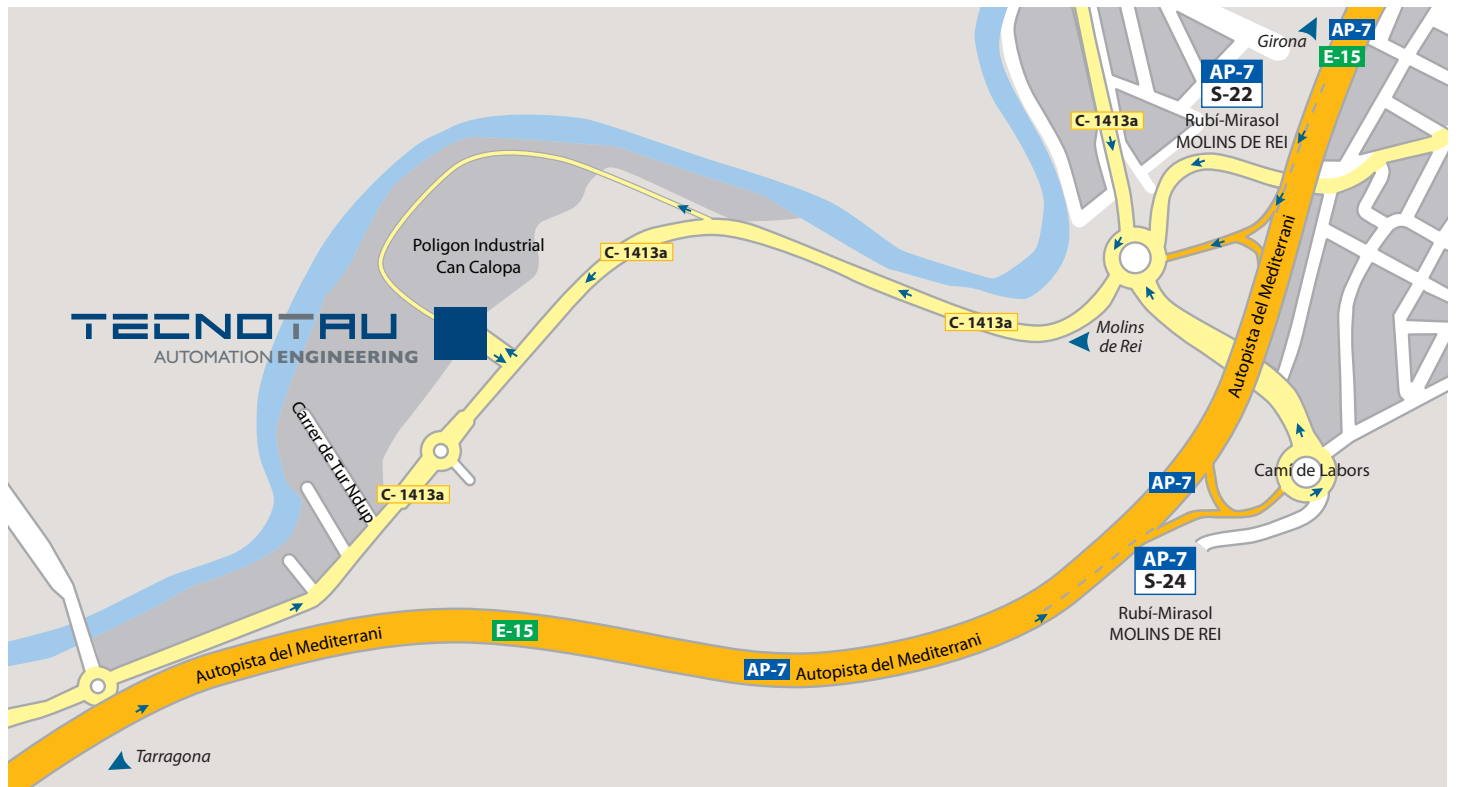 Girona
AP-7
E-15
AP-7
S-22
Rubí-Mirasol
MOLINS DE REI
C- 1413a
Poligon Industrial
Can Calopa
C- 1413a
C- 1413a
Molins
de Rei
Autopista del Mediterrani
TECNOTAU
AUTOMATION ENGINEERING
Carrer de Tur Ndup
C- 1413a
Camí de Labors
AP-7
AP-7
S-24
Rubí-Mirasol
MOLINS DE REI
E-15
Autopista del Mediterrani
AP-7
Autopista del Mediterrani
Tarragona